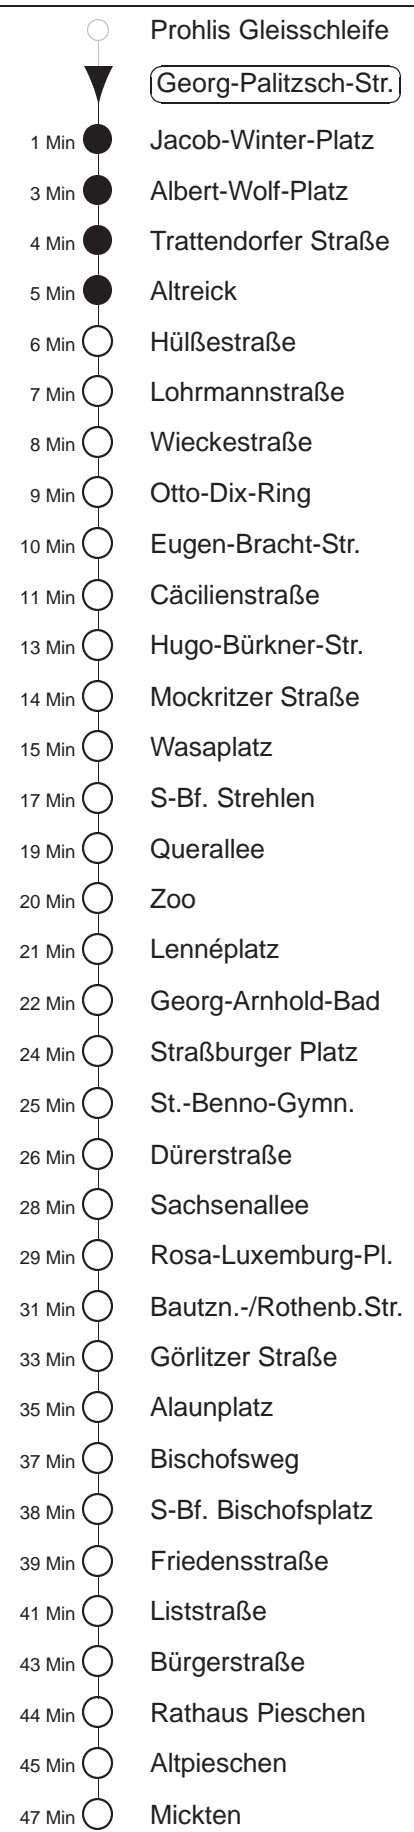 Prohlis Gleisschleife
Georg-Palitzsch-Str.
1 Min Jacob-Winter-Platz
3 Min Albert-Wolf-Platz
4 Min Trattendorfer Straße
5 Min Altreick
6 Min Hülßestraße
7 Min Lohrmannstraße
8 Min Wieckestraße
9 Min Otto-Dix-Ring
10 Min Eugen-Bracht-Str.
11 Min Cäcilienstraße
13 Min Hugo-Bürkner-Str.
14 Min Mockritzer Straße
15 Min Wasaplatz
17 Min S-Bf. Strehlen
19 Min Querallee
20 Min Zoo
21 Min Lennéplatz
22 Min Georg-Arnhold-Bad
24 Min Straßburger Platz
25 Min St.-Benno-Gymn.
26 Min Dürerstraße
28 Min Sachsenallee
29 Min Rosa-Luxemburg-Pl.
31 Min Bautzn.-/Rothenb.Str.
33 Min Görlitzer Straße
35 Min Alaunplatz
37 Min Bischofsweg
38 Min S-Bf. Bischofsplatz
39 Min Friedensstraße
41 Min Liststraße
43 Min Bürgerstraße
44 Min Rathaus Pieschen
45 Min Altpieschen
47 Min Mickten